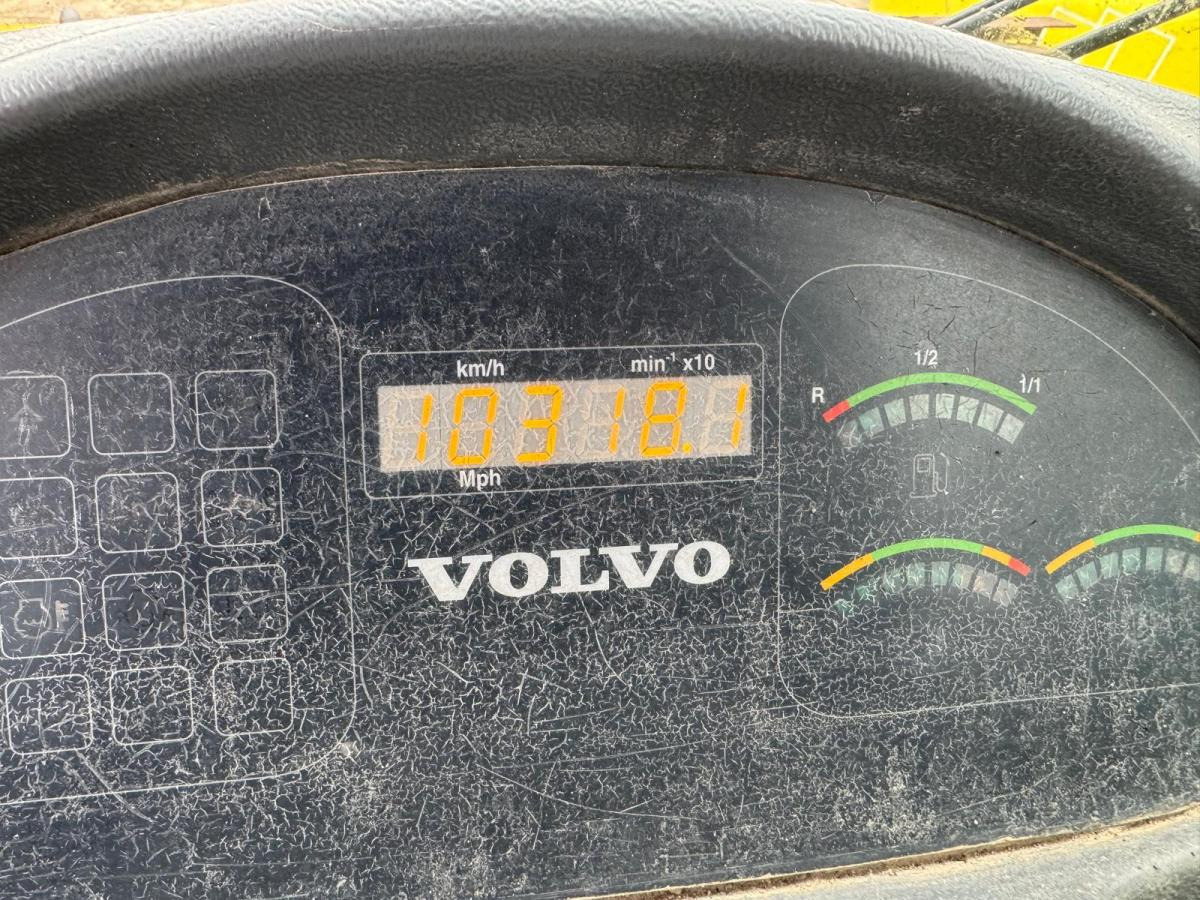 km/h min⁻¹ x10
10318.1
Mph
VOLVO
R 1/2 1/1